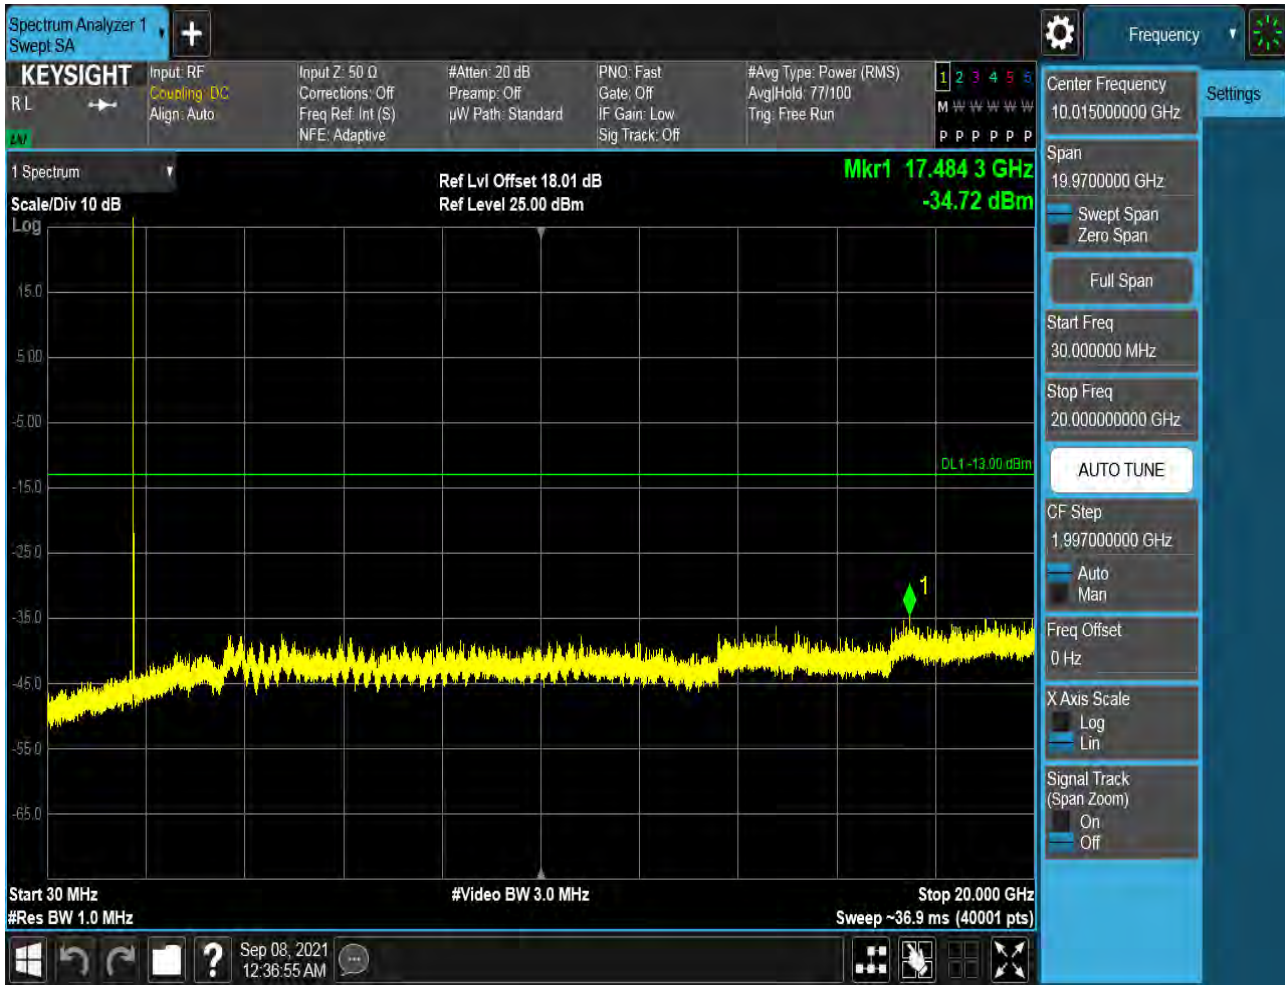 Spectrum Analyzer 1
Swept SA
Frequency
KEYSIGHT
R L
Input: RF
Coupling: DC
Align: Auto
Input Z: 50 Ω
Corrections: Off
Freq Ref: Int (S)
NFE: Adaptive
#Atten: 20 dB
Preamp: Off
µW Path: Standard
PNO: Fast
Gate: Off
IF Gain: Low
Sig Track: Off
#Avg Type: Power (RMS)
Avg|Hold: 77/100
Trig: Free Run
1 2 3 4 5 6
M W W W W W
P P P P P P
1 Spectrum
Scale/Div 10 dB
Log
Ref Lvl Offset 18.01 dB
Ref Level 25.00 dBm
Mkr1 17.484 3 GHz
-34.72 dBm
15.0
5.00
-5.00
-15.0
-25.0
-35.0
-45.0
-55.0
-65.0
DL1 -13.00 dBm
1
Start 30 MHz
#Res BW 1.0 MHz
#Video BW 3.0 MHz
Stop 20.000 GHz
Sweep ~36.9 ms (40001 pts)
Center Frequency
10.015000000 GHz
Settings
Span
19.9700000 GHz
Swept Span
Zero Span
Full Span
Start Freq
30.000000 MHz
Stop Freq
20.000000000 GHz
AUTO TUNE
CF Step
1.997000000 GHz
Auto
Man
Freq Offset
0 Hz
X Axis Scale
Log
Lin
Signal Track
(Span Zoom)
On
Off
?
Sep 08, 2021
12:36:55 AM